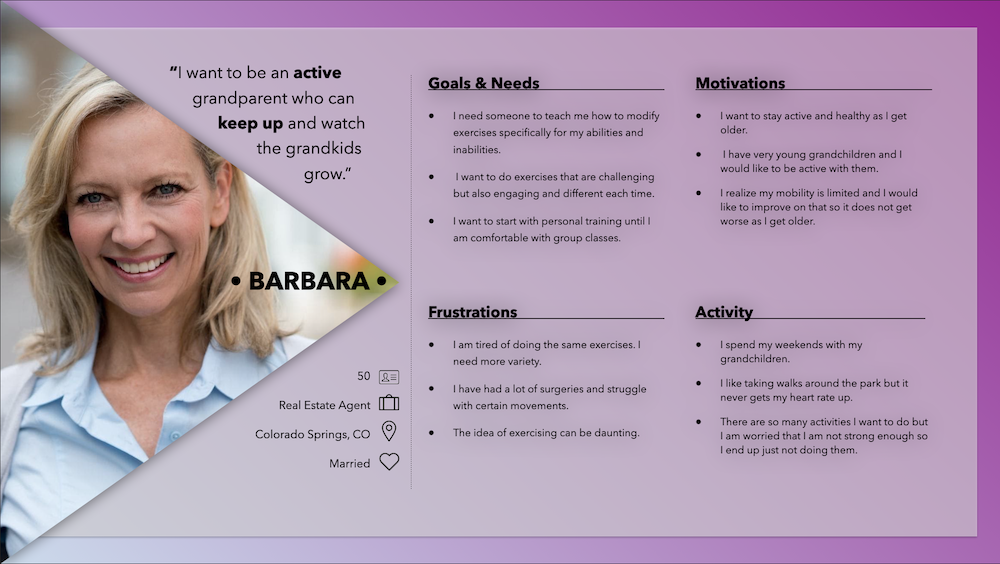 "I want to be an active
grandparent who can
keep up and watch
the grandkids
grow."
• BARBARA •
50
Real Estate Agent
Colorado Springs, CO
Married
Goals & Needs
• I need someone to teach me how to modify
exercises specifically for my abilities and
inabilities.
• I want to do exercises that are challenging
but also engaging and different each time.
• I want to start with personal training until I
am comfortable with group classes.
Motivations
• I want to stay active and healthy as I get
older.
• I have very young grandchildren and I
would like to be active with them.
• I realize my mobility is limited and I would
like to improve on that so it does not get
worse as I get older.
Frustrations
• I am tired of doing the same exercises. I
need more variety.
• I have had a lot of surgeries and struggle
with certain movements.
• The idea of exercising can be daunting.
Activity
• I spend my weekends with my
grandchildren.
• I like taking walks around the park but it
never gets my heart rate up.
• There are so many activities I want to do but
I am worried that I am not strong enough so
I end up just not doing them.